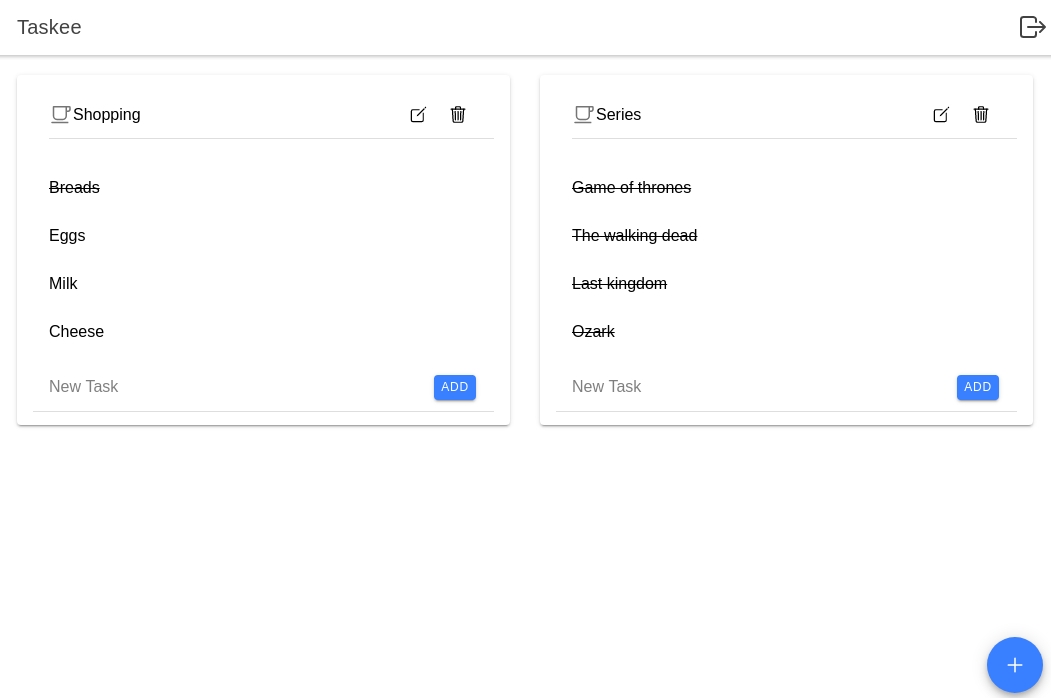 Taskee
Shopping
Breads
Eggs
Milk
Cheese
New Task
ADD
Series
Game of thrones
The walking dead
Last kingdom
Ozark
New Task
ADD